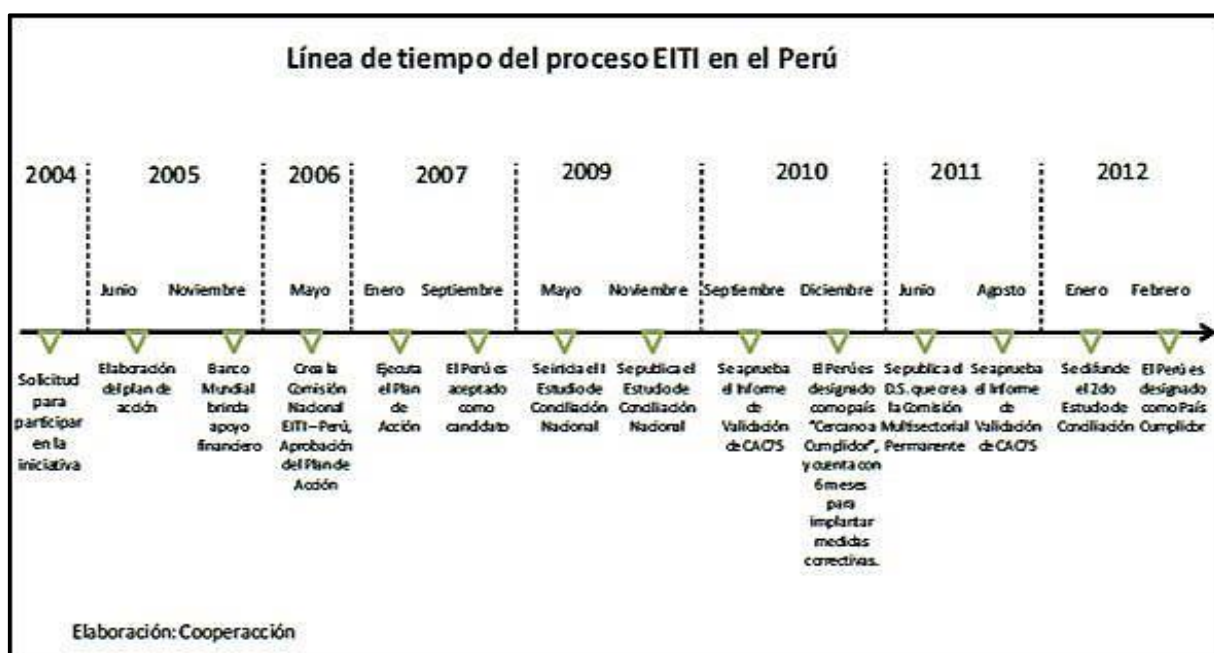 Línea de tiempo del proceso EITI en el Perú
2004
2005
2006
2007
2009
2010
2011
2012
Junio
Noviembre
Mayo
Enero
Septiembre
Mayo
Noviembre
Septiembre
Diciembre
Junio
Agosto
Enero
Febrero
Solicitud
para
participar
en la
iniciativa
Elaboración
del plan de
acción
Banco
Mundial
brinda
apoyo
financiero
Crea la
Comisión
Nacional
EITI – Perú,
Aprobación
del Plan de
Acción
Ejecuta
el Plan
de
Acción
El Perú es
aceptado
como
candidato
Se inicia el I
Estudio de
Conciliación
Nacional
Se publica el
Estudio de
Conciliación
Nacional
Se aprueba
el Informe
de
Validación
de CAC75
El Perú es
designado
como país
"Cercano a
Cumplidor",
y cuenta con
6 meses
para
implantar
medidas
correctivas.
Se publica el
D.S. que crea
la Comisión
Multisectorial
Permanente
Se aprueba
el Informe
de
Validación
de CAC75
Se difunde
el 2do
Estudio de
Conciliación
El Perú es
designado
como País
Cumplidor
Elaboración: Cooperacción